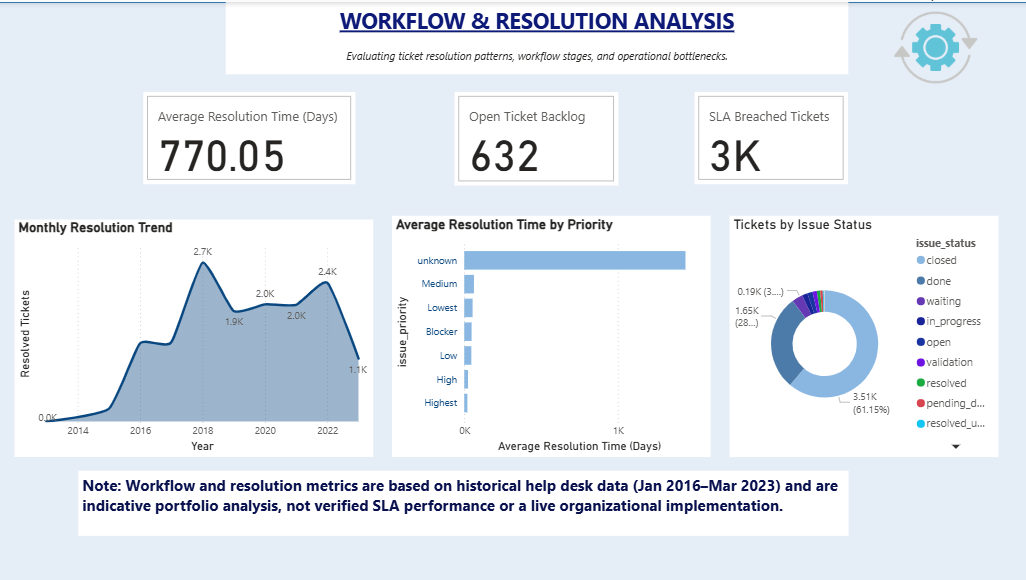 WORKFLOW & RESOLUTION ANALYSIS
Evaluating ticket resolution patterns, workflow stages, and operational bottlenecks.
Average Resolution Time (Days)
770.05
Open Ticket Backlog
632
SLA Breached Tickets
3K
Monthly Resolution Trend
Resolved Tickets
0.0K
2.7K
1.9K
2.0K
2.0K
2.4K
1.1K
2014
2016
2018
2020
2022
Year
Average Resolution Time by Priority
issue_priority
unknown
Medium
Lowest
Blocker
Low
High
Highest
0K
1K
Average Resolution Time (Days)
Tickets by Issue Status
0.19K (3....)
1.65K
(28...)
3.51K
(61.15%)
issue_status
closed
done
waiting
in_progress
open
validation
resolved
pending_d...
resolved_u...
Note: Workflow and resolution metrics are based on historical help desk data (Jan 2016–Mar 2023) and are
indicative portfolio analysis, not verified SLA performance or a live organizational implementation.